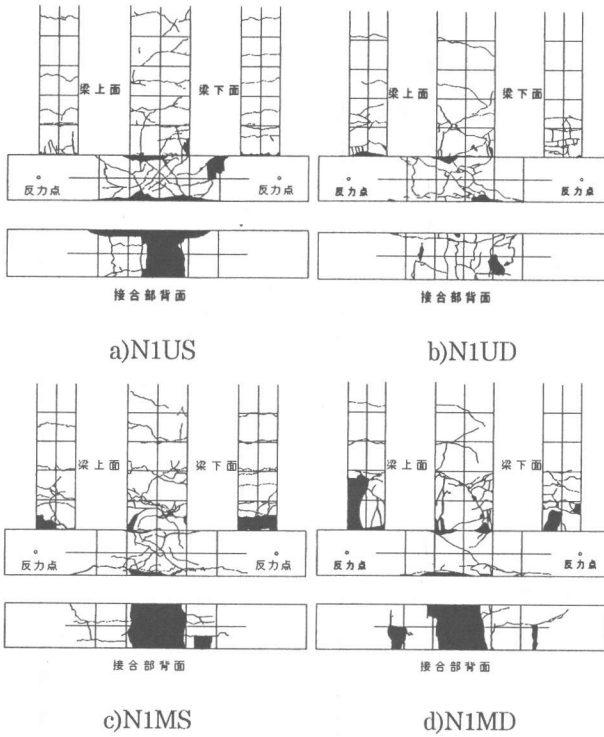 梁上面
梁下面
反力点
反力点
接合部背面
a)N1US
梁上面
梁下面
反力点
反力点
接合部背面
b)N1UD
梁上面
梁下面
反力点
反力点
接合部背面
c)N1MS
梁上面
梁下面
反力点
反力点
接合部背面
d)N1MD